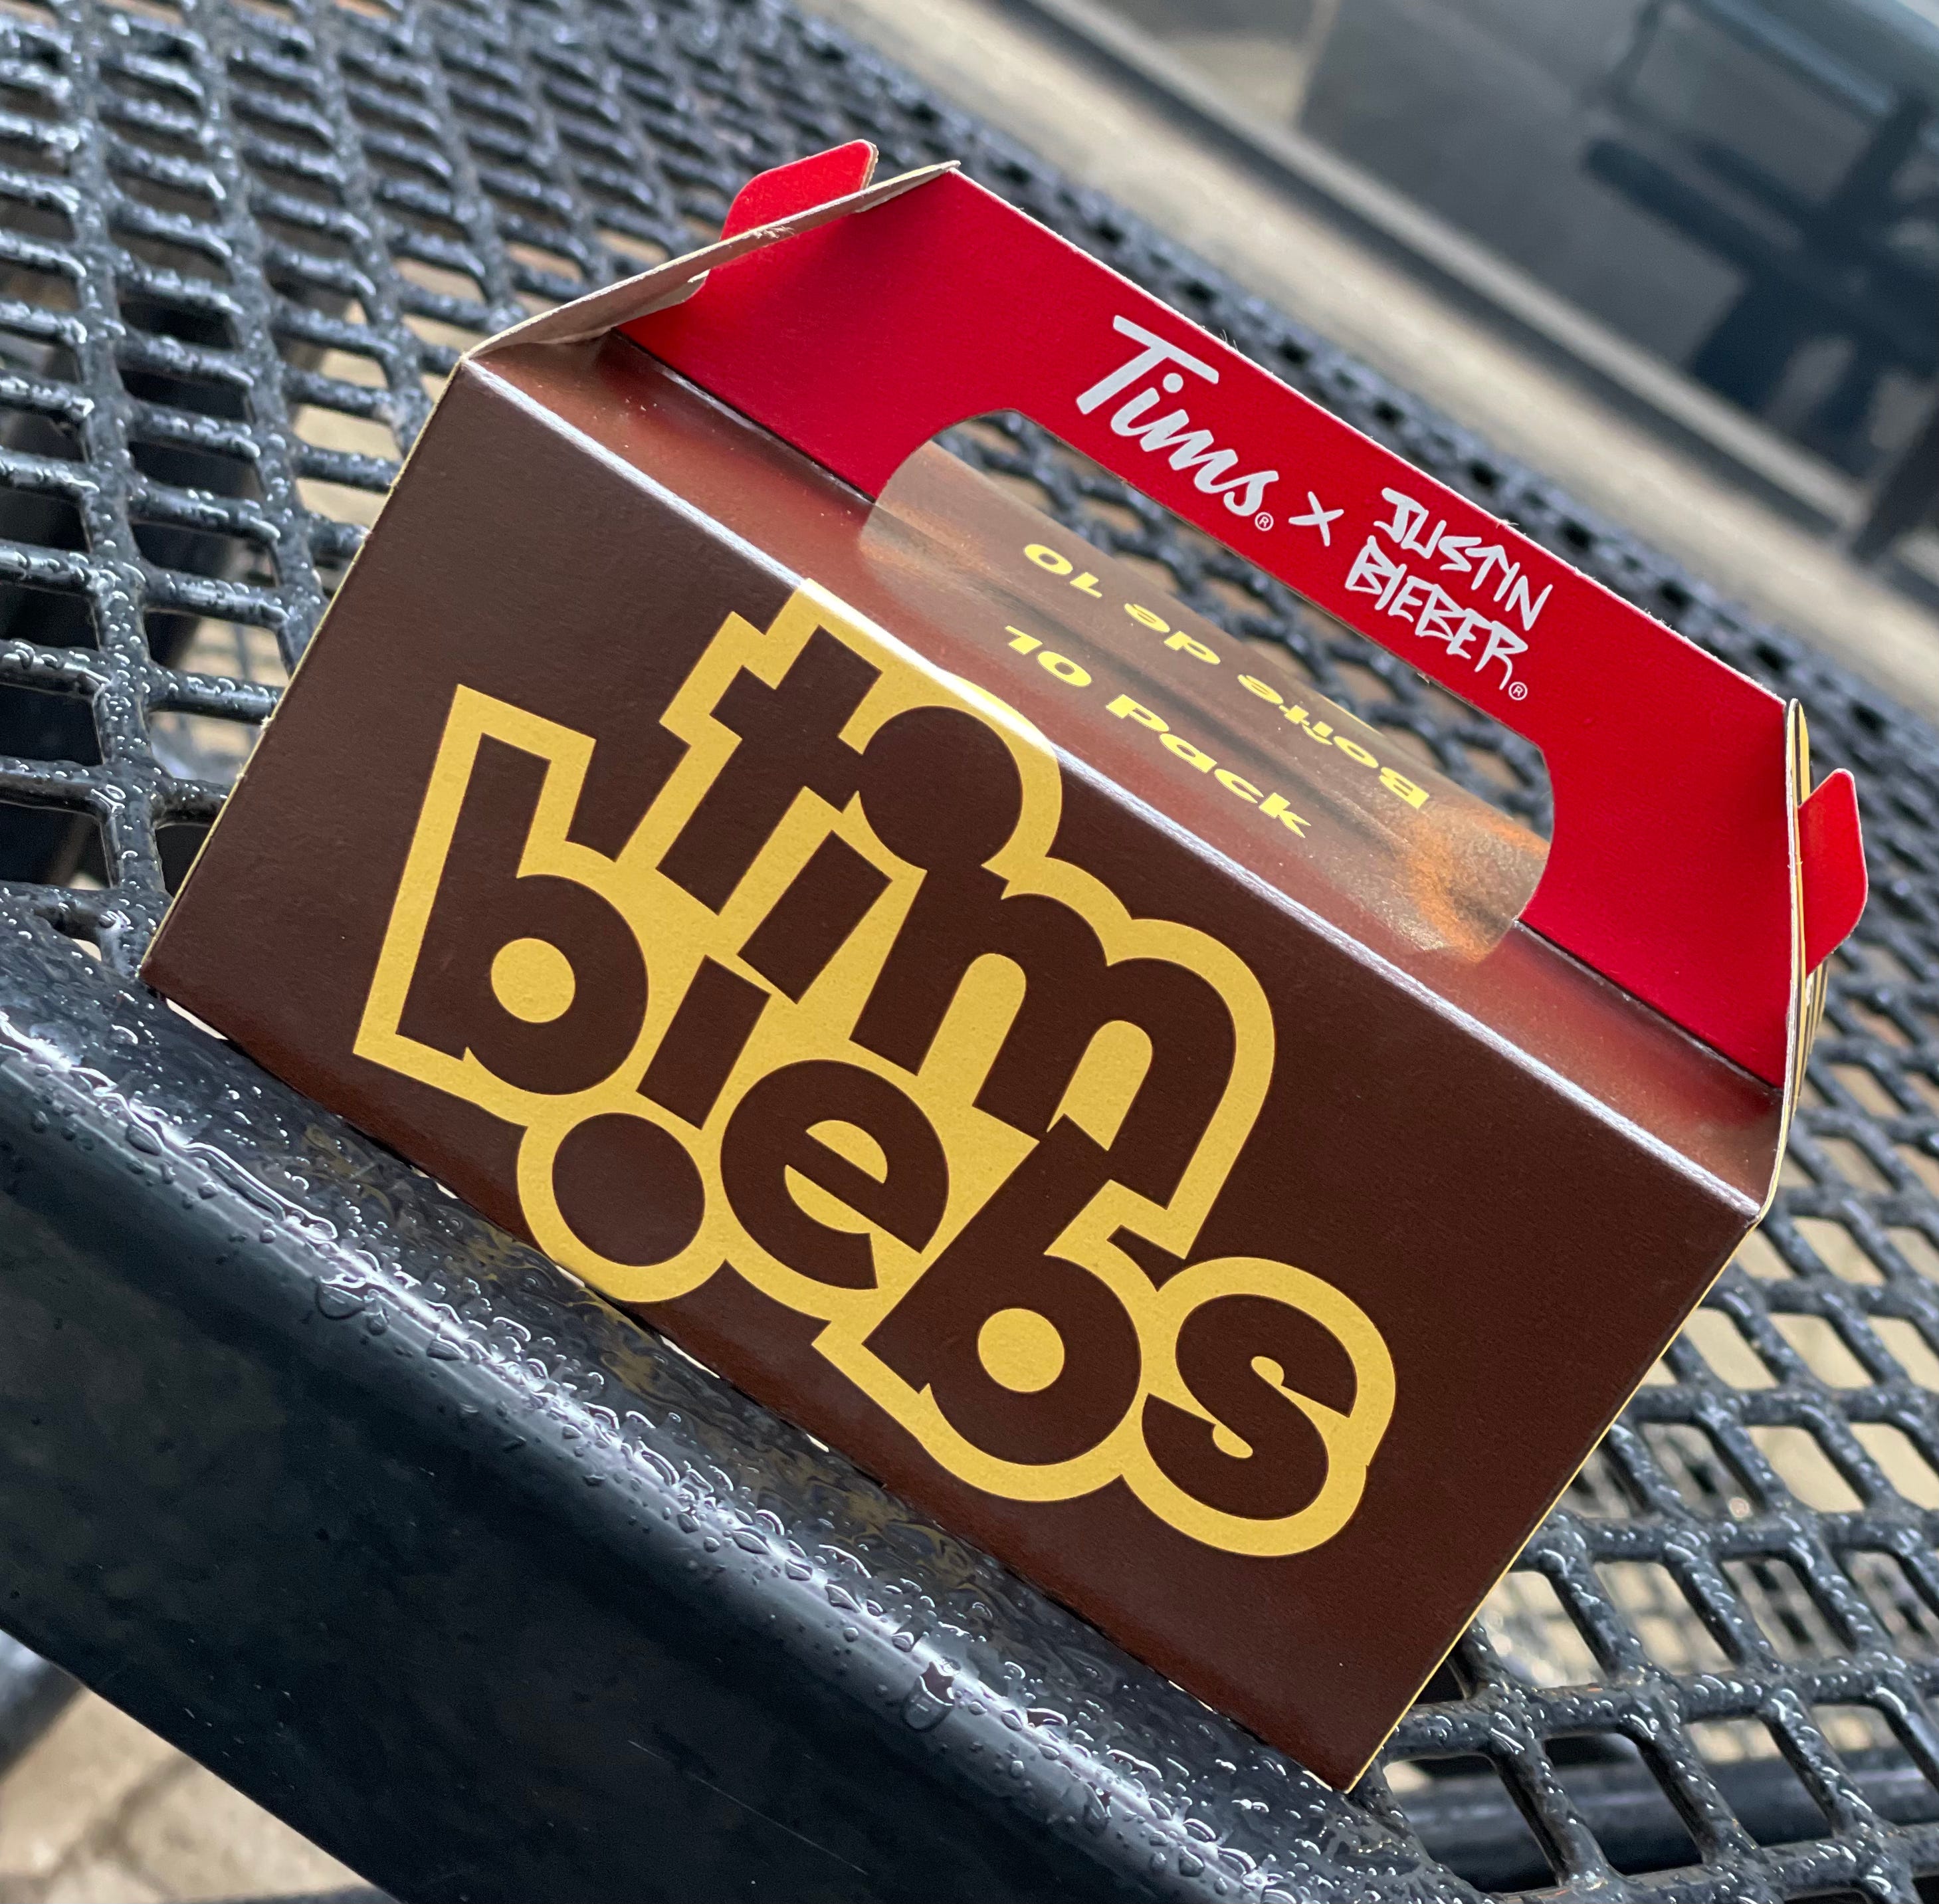 Tims.® x JUSTIN BIEBER®
Boîte de 10
10 Pack
tim
biebs